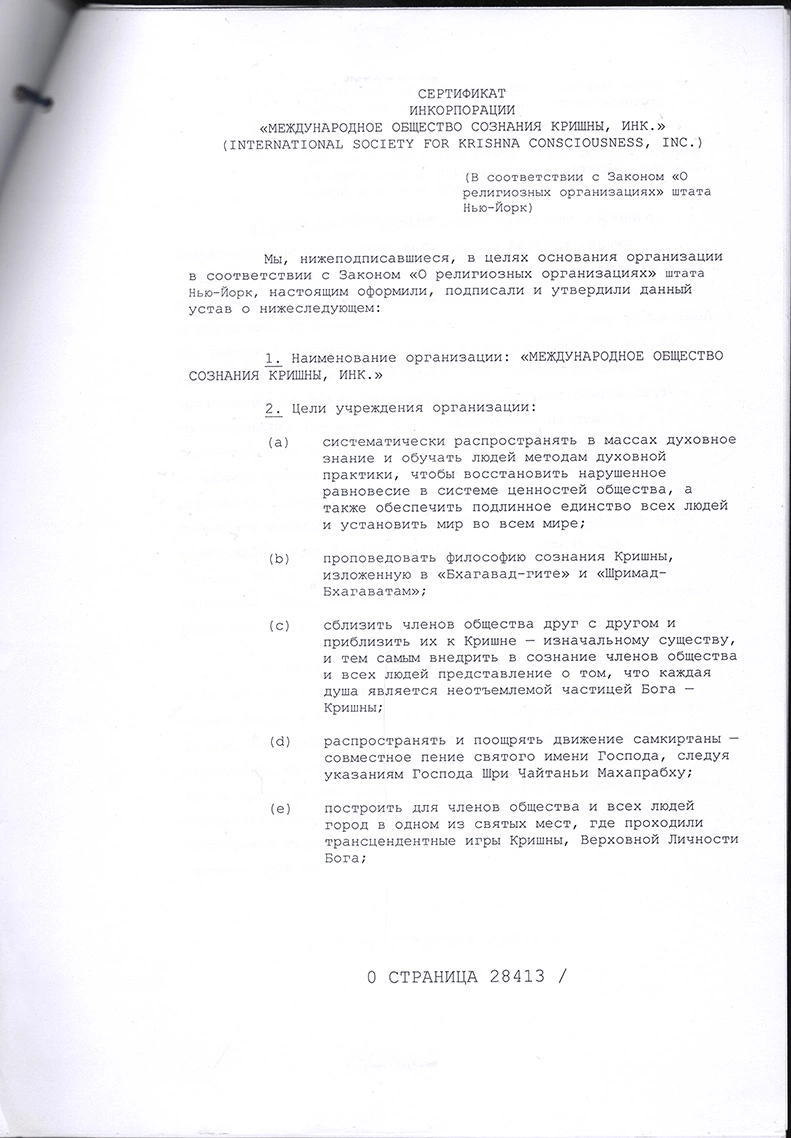 СЕРТИФИКАТ
ИНКОРПОРАЦИИ
«МЕЖДУНАРОДНОЕ ОБЩЕСТВО СОЗНАНИЯ КРИШНЫ, ИНК.»
(INTERNATIONAL SOCIETY FOR KRISHNA CONSCIOUSNESS, INC.)
(В соответствии с Законом «О
религиозных организациях» штата
Нью-Йорк)
Мы, нижеподписавшиеся, в целях основания организации
в соответствии с Законом «О религиозных организациях» штата
Нью-Йорк, настоящим оформили, подписали и утвердили данный
устав о нижеследующем:
1. Наименование организации: «МЕЖДУНАРОДНОЕ ОБЩЕСТВО
СОЗНАНИЯ КРИШНЫ, ИНК.»
2. Цели учреждения организации:
(a) систематически распространять в массах духовное
знание и обучать людей методам духовной
практики, чтобы восстановить нарушенное
равновесие в системе ценностей общества, а
также обеспечить подлинное единство всех людей
и установить мир во всем мире;
(b) проповедовать философию сознания Кришны,
изложенную в «Бхагавад-гите» и «Шримад-
Бхагаватам»;
(c) сблизить членов общества друг с другом и
приблизить их к Кришне — изначальному существу,
и тем самым внедрить в сознание членов общества
и всех людей представление о том, что каждая
душа является неотъемлемой частицей Бога —
Кришны;
(d) распространять и поощрять движение самкиртаны —
совместное пение святого имени Господа, следуя
указаниям Господа Шри Чайтаньи Махапрабху;
(e) построить для членов общества и всех людей
город в одном из святых мест, где проходили
трансцендентные игры Кришны, Верховной Личности
Бога;
О СТРАНИЦА 28413 /